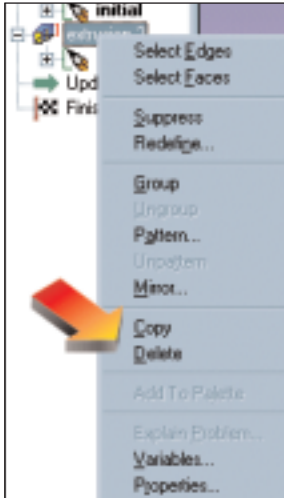 initial
extrusion 2
Select Edges
Select Faces
Upd
Finis
Suppress
Redefine...
Group
Ungroup
Pattern...
Unpattern
Mirror...
Copy
Delete
Add To Palette
Explain Problem...
Variables...
Properties...